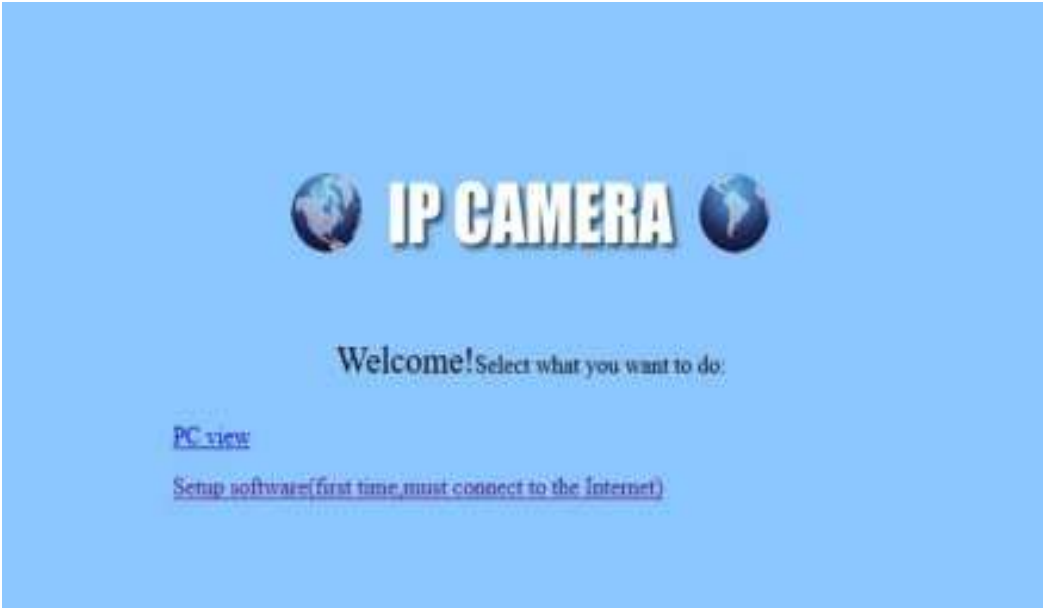 IP CAMERA
Welcome!Select what you want to do:
PC view
Setup software(first time,must connect to the Internet)